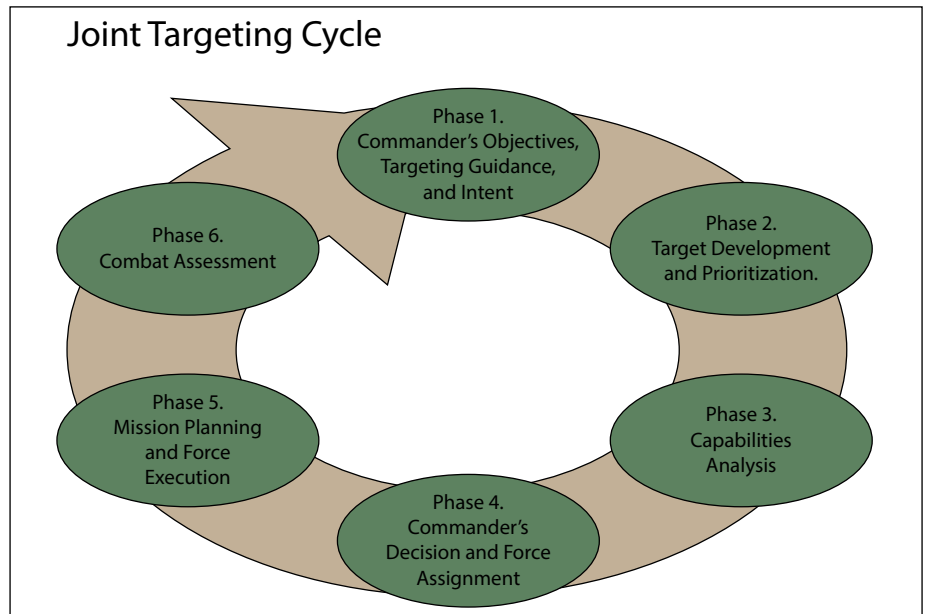 Joint Targeting Cycle
Phase 1.
Commander’s Objectives,
Targeting Guidance,
and Intent
Phase 2.
Target Development
and Prioritization.
Phase 3.
Capabilities
Analysis
Phase 4.
Commander’s
Decision and Force
Assignment
Phase 5.
Mission Planning
and Force
Execution
Phase 6.
Combat Assessment